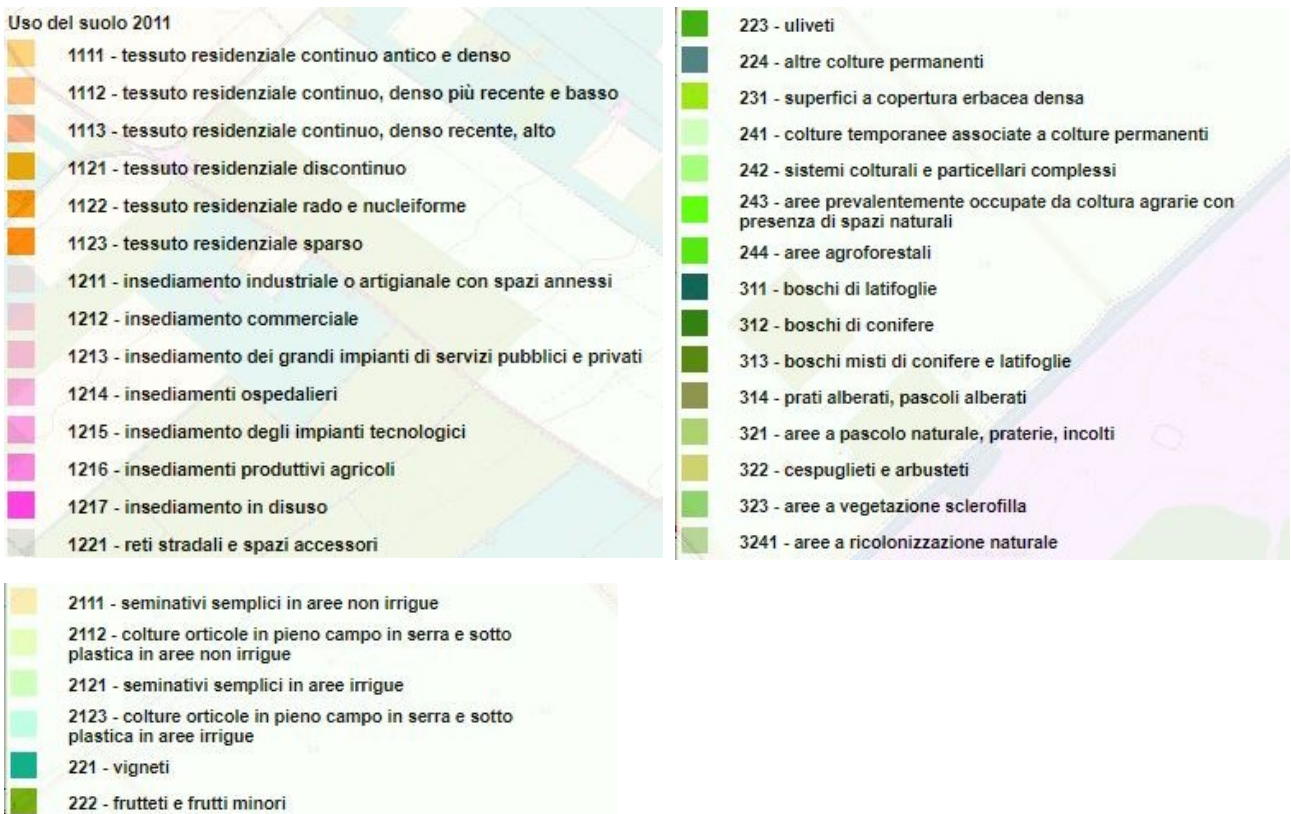 Uso del suolo 2011
1111 - tessuto residenziale continuo antico e denso
1112 - tessuto residenziale continuo, denso più recente e basso
1113 - tessuto residenziale continuo, denso recente, alto
1121 - tessuto residenziale discontinuo
1122 - tessuto residenziale rado e nucleiforme
1123 - tessuto residenziale sparso
1211 - insediamento industriale o artigianale con spazi annessi
1212 - insediamento commerciale
1213 - insediamento dei grandi impianti di servizi pubblici e privati
1214 - insediamenti ospedalieri
1215 - insediamento degli impianti tecnologici
1216 - insediamenti produttivi agricoli
1217 - insediamento in disuso
1221 - reti stradali e spazi accessori
223 - uliveti
224 - altre colture permanenti
231 - superfici a copertura erbacea densa
241 - colture temporanee associate a colture permanenti
242 - sistemi colturali e particellari complessi
243 - aree prevalentemente occupate da coltura agrarie con
presenza di spazi naturali
244 - aree agroforestali
311 - boschi di latifoglie
312 - boschi di conifere
313 - boschi misti di conifere e latifoglie
314 - prati alberati, pascoli alberati
321 - aree a pascolo naturale, praterie, incolti
322 - cespuglieti e arbusteti
323 - aree a vegetazione sclerofilla
3241 - aree a ricolonizzazione naturale
2111 - seminativi semplici in aree non irrigue
2112 - colture orticole in pieno campo in serra e sotto
plastica in aree non irrigue
2121 - seminativi semplici in aree irrigue
2123 - colture orticole in pieno campo in serra e sotto
plastica in aree irrigue
221 - vigneti
222 - frutteti e frutti minori